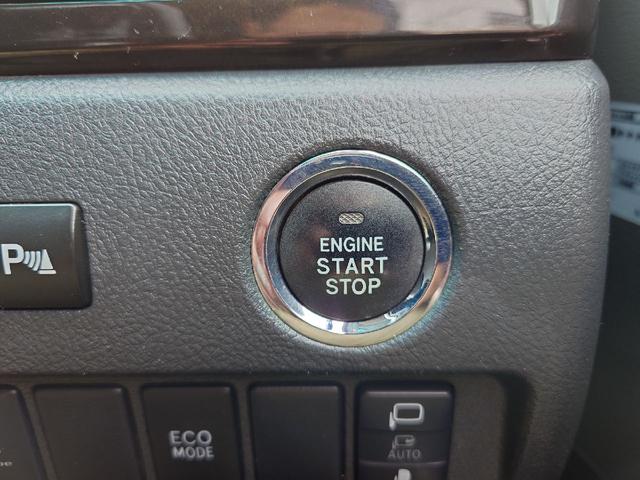 ENGINE
START
STOP
P
ECO
MODE
AUTO